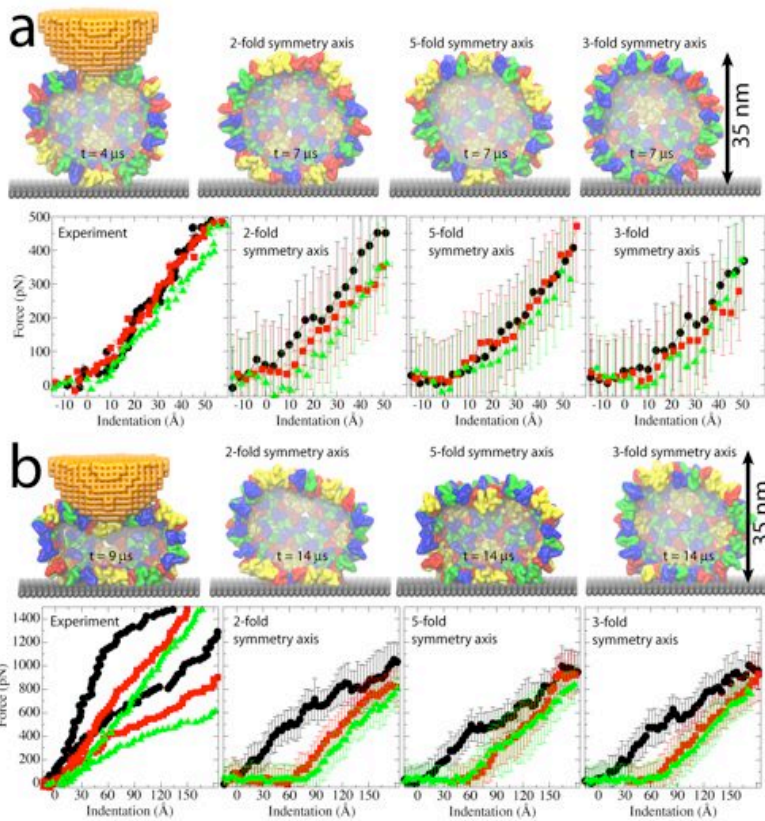 a
2-fold symmetry axis
5-fold symmetry axis
3-fold symmetry axis
t = 4 µs
t = 7 µs
t = 7 µs
t = 7 µs
35 nm
Experiment
2-fold
symmetry axis
5-fold
symmetry axis
3-fold
symmetry axis
Force (pN)
500
400
300
200
100
0
-10 0 10 20 30 40 50
-10 0 10 20 30 40 50
-10 0 10 20 30 40 50
-10 0 10 20 30 40 50
Indentation (Å)
Indentation (Å)
Indentation (Å)
Indentation (Å)
b
2-fold symmetry axis
5-fold symmetry axis
3-fold symmetry axis
t = 9 µs
t = 14 µs
t = 14 µs
t = 14 µs
35 nm
Experiment
2-fold
symmetry axis
5-fold
symmetry axis
3-fold
symmetry axis
Force (pN)
1400
1200
1000
800
600
400
200
0
0 30 60 90 120 150
0 30 60 90 120 150
0 30 60 90 120 150
0 30 60 90 120 150
Indentation (Å)
Indentation (Å)
Indentation (Å)
Indentation (Å)